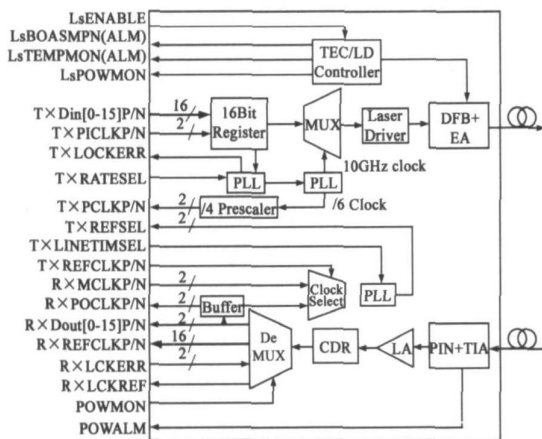 LsENABLE
LsBOASMPN(ALM)
LsTEMPMON(ALM)
LsPOWMON
TEC/LD
Controller
T×Din[0-15]P/N
16
T×PICLKP/N
2
16Bit
Register
MUX
Laser
Driver
DFB+
EA
T×LOCKERR
T×RATESEL
PLL
PLL
10GHz clock
T×PCLKP/N
2
/4 Prescaler
/6 Clock
T×REFSEL
2
T×LINETIMSEL
T×REFCLKP/N
R×MCLKP/N
2
Clock
Select
PLL
R×POCLKP/N
2
Buffer
R×Dout[0-15]P/N
2
R×REFCLKP/N
16
R×LCKERR
2
De
MUX
CDR
LA
PIN+TIA
R×LCKREF
POWMON
POWALM